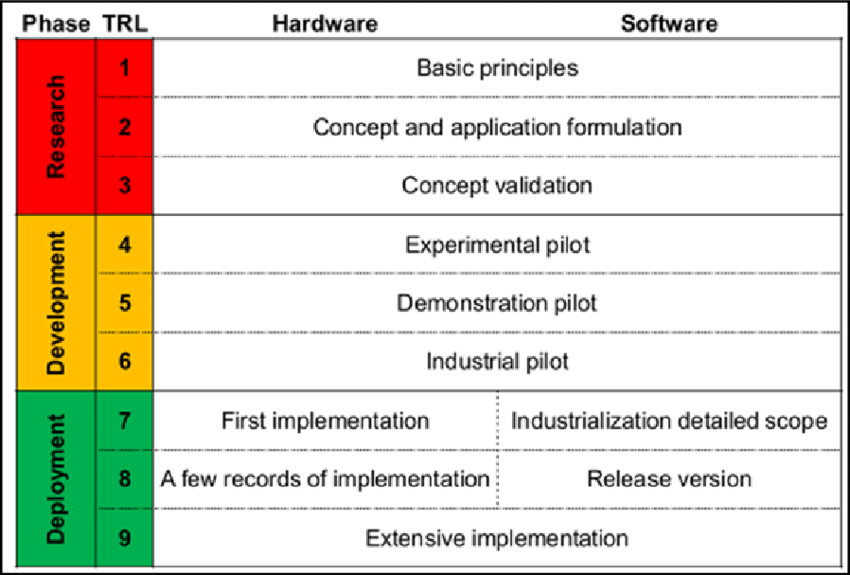 Phase TRL Hardware Software
Research
1 Basic principles
2 Concept and application formulation
3 Concept validation
Development
4 Experimental pilot
5 Demonstration pilot
6 Industrial pilot
Deployment
7 First implementation Industrialization detailed scope
8 A few records of implementation Release version
9 Extensive implementation